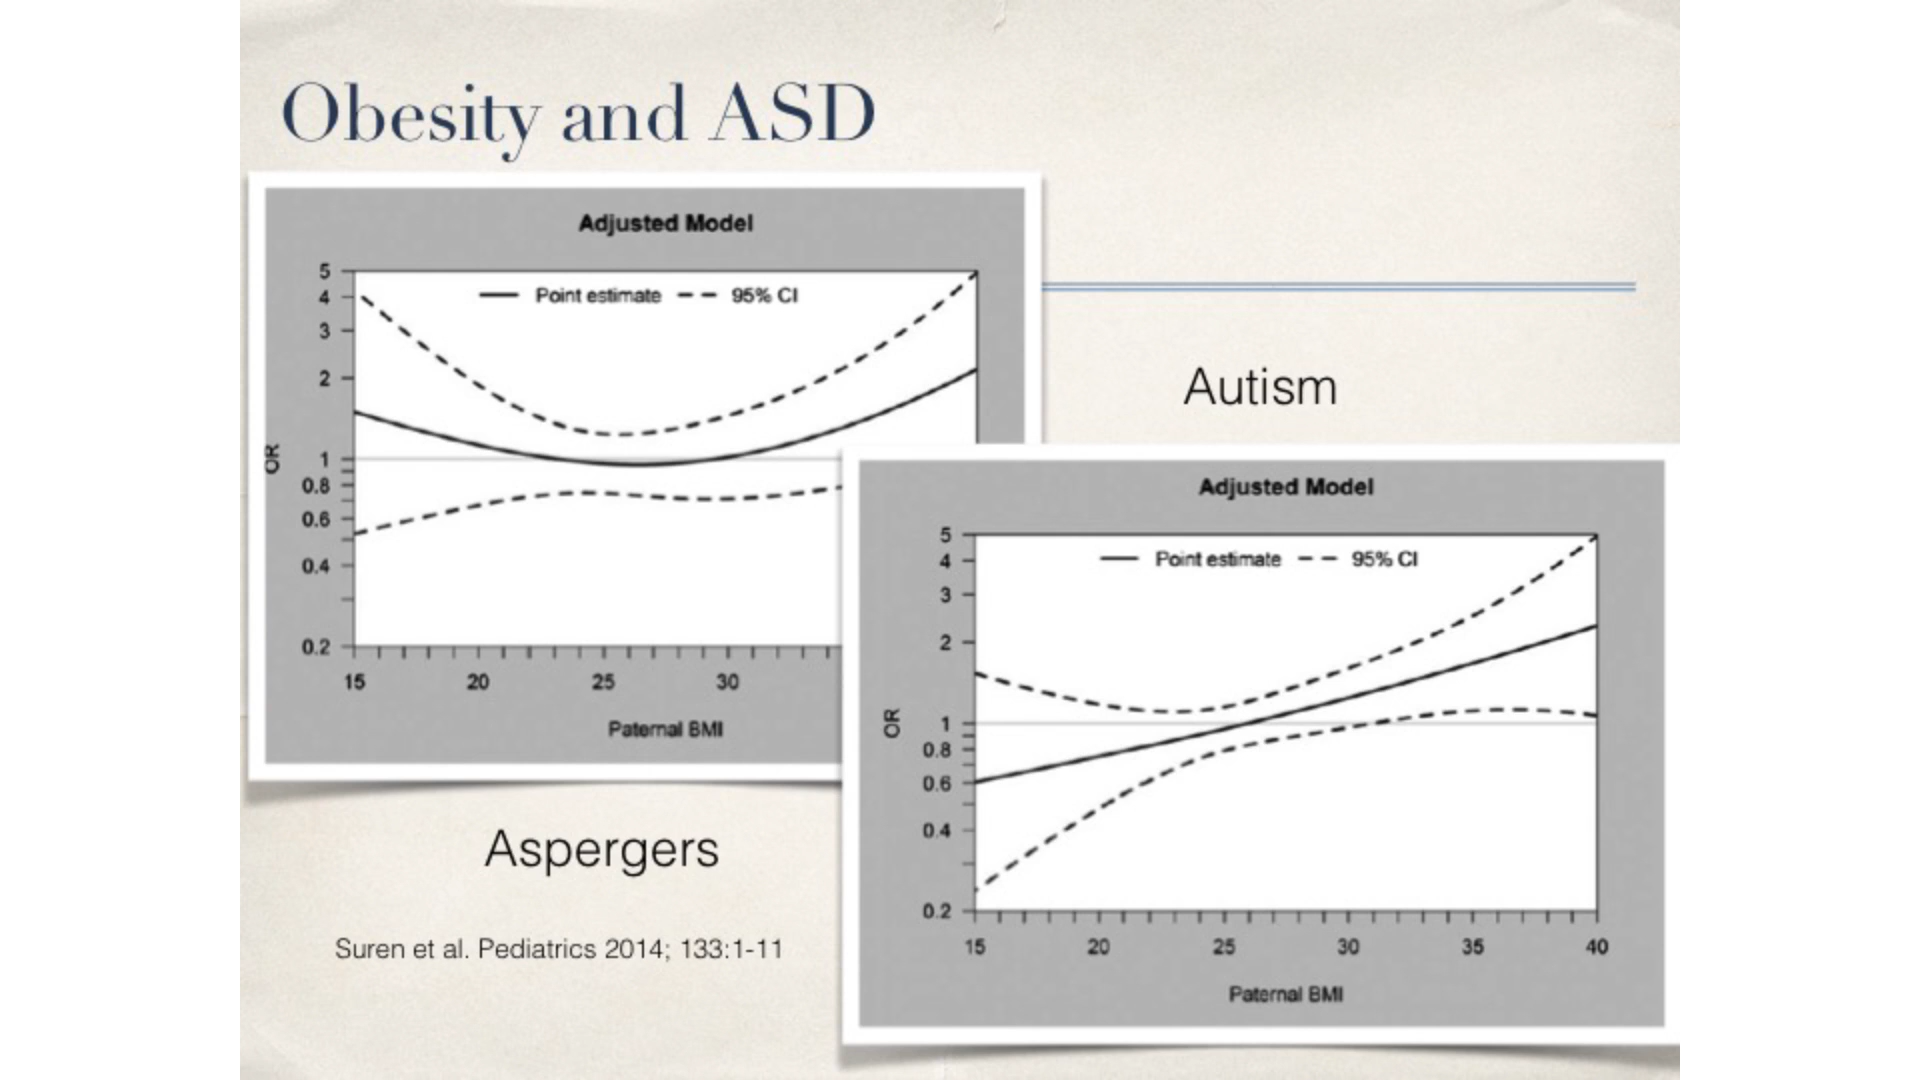 Obesity and ASD
Adjusted Model
Point estimate
95% CI
5
4
3
2
1
0.8
0.6
0.4
0.2
OR
15 20 25 30
Paternal BMI
Autism
Adjusted Model
Point estimate
95% CI
5
4
3
2
1
0.8
0.6
0.4
0.2
OR
15 20 25 30 35 40
Paternal BMI
Aspergers
Suren et al. Pediatrics 2014; 133:1-11